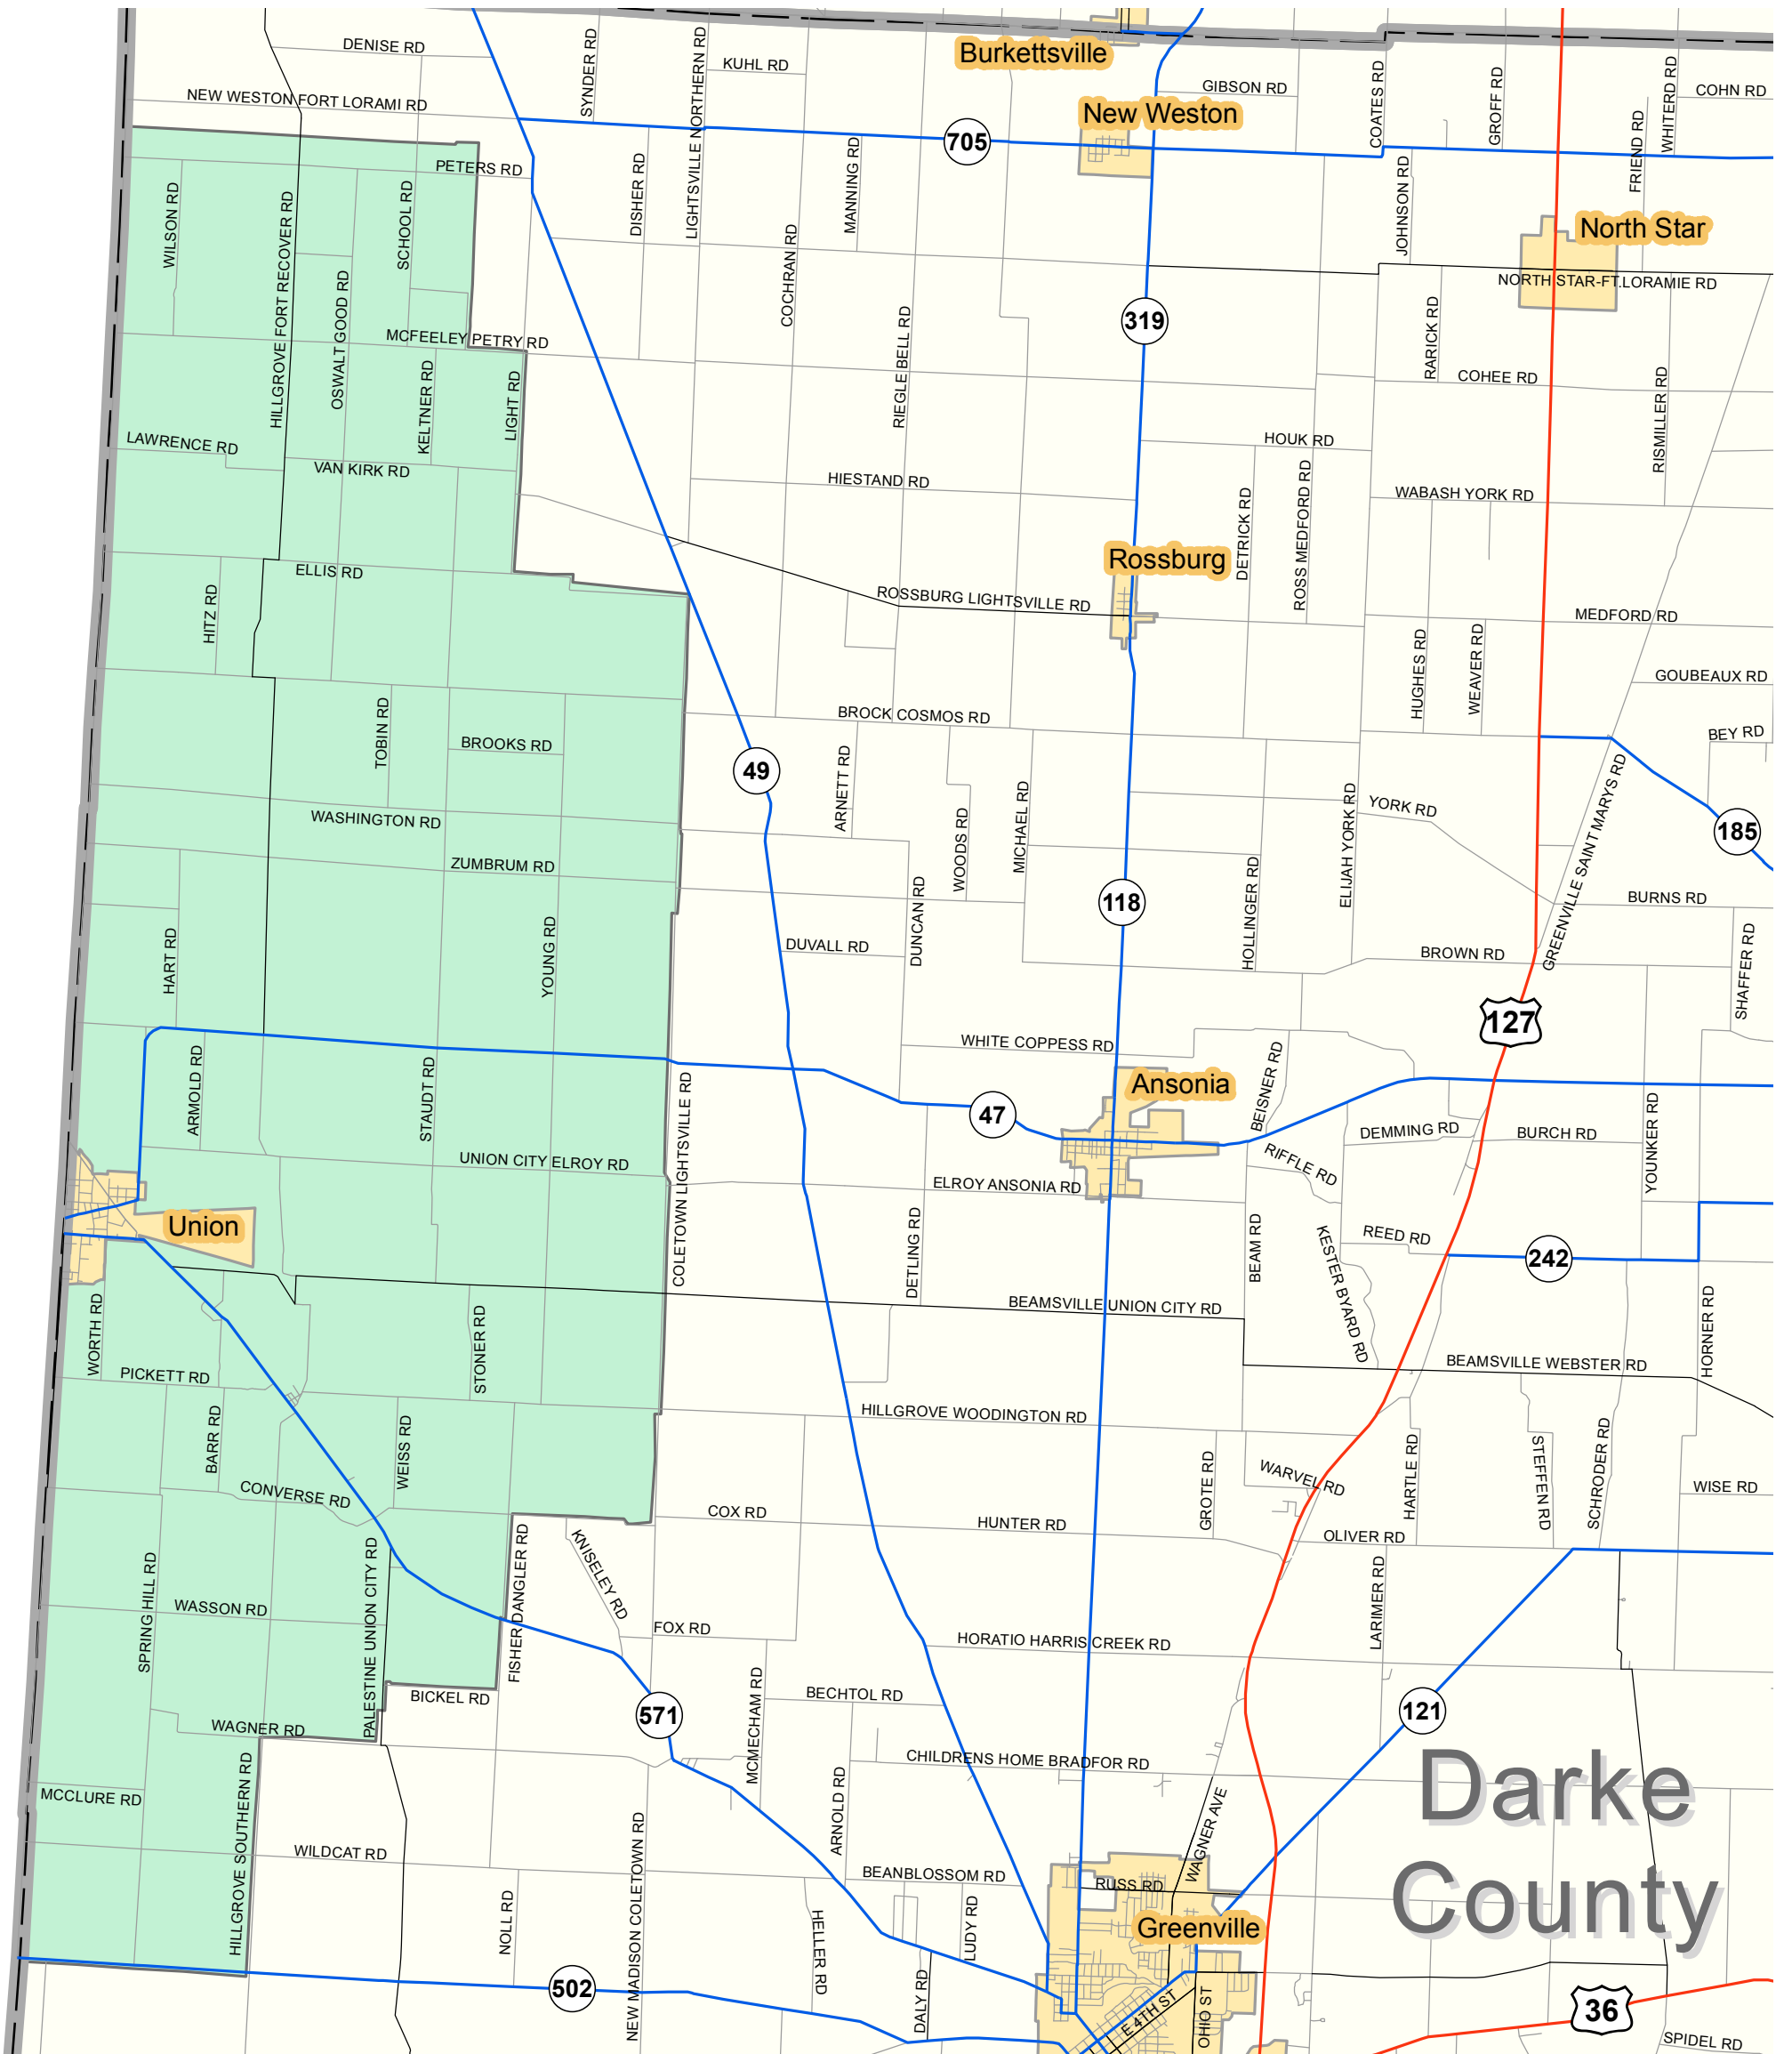 DENISE RD
SYNDER RD
LIGHTSVILLE NORTHERN RD
KUHL RD
Burkettsville
GIBSON RD
COATES RD
GROFF RD
WHITERD RD
COHN RD
NEW WESTON FORT LORAMI RD
New Weston
705
FRIEND RD
PETERS RD
WILSON RD
HILLGROVE FORT RECOVER RD
SCHOOL RD
DISHER RD
MANNING RD
JOHNSON RD
North Star
COCHRAN RD
NORTH STAR-FT.LORAMIE RD
OSWALT GOOD RD
MCFEELEY PETRY RD
319
RARICK RD
KELTNER RD
LIGHT RD
RIEGLE BELL RD
COHEE RD
RISMILLER RD
LAWRENCE RD
VAN KIRK RD
HOUK RD
HIESTAND RD
WABASH YORK RD
DETRICK RD
ROSS MEDFORD RD
Rossburg
ELLIS RD
HITZ RD
ROSSBURG LIGHTSVILLE RD
MEDFORD RD
HUGHES RD
WEAVER RD
GOUBEAUX RD
TOBIN RD
BROCK COSMOS RD
BROOKS RD
BEY RD
49
ARNETT RD
WOODS RD
MICHAEL RD
ELIJAH YORK RD
YORK RD
GREENVILLE SAINT MARYS RD
185
WASHINGTON RD
ZUMBRUM RD
118
BURNS RD
HART RD
YOUNG RD
DUVALL RD
DUNCAN RD
HOLLINGER RD
BROWN RD
SHAFFER RD
127
WHITE COPPESS RD
ARNOLD RD
STAUDT RD
COLETOWN LIGHTSVILLE RD
Ansonia
BEISNER RD
47
DEMMING RD
BURCH RD
YOUNKER RD
UNION CITY ELROY RD
RIFFLE RD
ELROY ANSONIA RD
Union
DETLING RD
BEAM RD
KESTER BYARD RD
REED RD
242
WORTH RD
STONER RD
BEAMSVILLE UNION CITY RD
HORNER RD
PICKETT RD
BEAMSVILLE WEBSTER RD
BARR RD
WEISS RD
HILLGROVE WOODINGTON RD
CONVERSE RD
GROTE RD
WARVEL RD
HARTLE RD
STEFFEN RD
SCHRODER RD
WISE RD
COX RD
HUNTER RD
OLIVER RD
KNISELEY RD
FISHER DANGLER RD
SPRING HILL RD
WASSON RD
PALESTINE UNION CITY RD
FOX RD
HORATIO HARRIS CREEK RD
LARIMER RD
BICKEL RD
MCMECHAM RD
BECHTOL RD
571
121
WAGNER RD
CHILDRENS HOME BRADFOR RD
MCCLURE RD
HILLGROVE SOUTHERN RD
ARNOLD RD
WAGNER AVE
Darke
County
WILDCAT RD
NEW MADISON COLETOWN RD
BEANBLOSSOM RD
RUSS RD
NOLL RD
HELLER RD
LUDY RD
Greenville
502
DALY RD
E 4TH ST
OHIO ST
36
SPIDEL RD